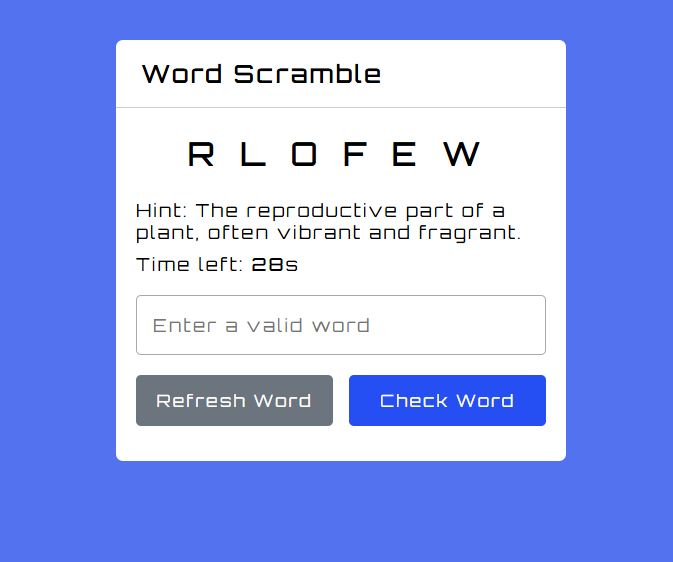 Word Scramble
R L O F E W
Hint: The reproductive part of a
plant, often vibrant and fragrant.
Time left: 28s
Enter a valid word
Refresh Word
Check Word